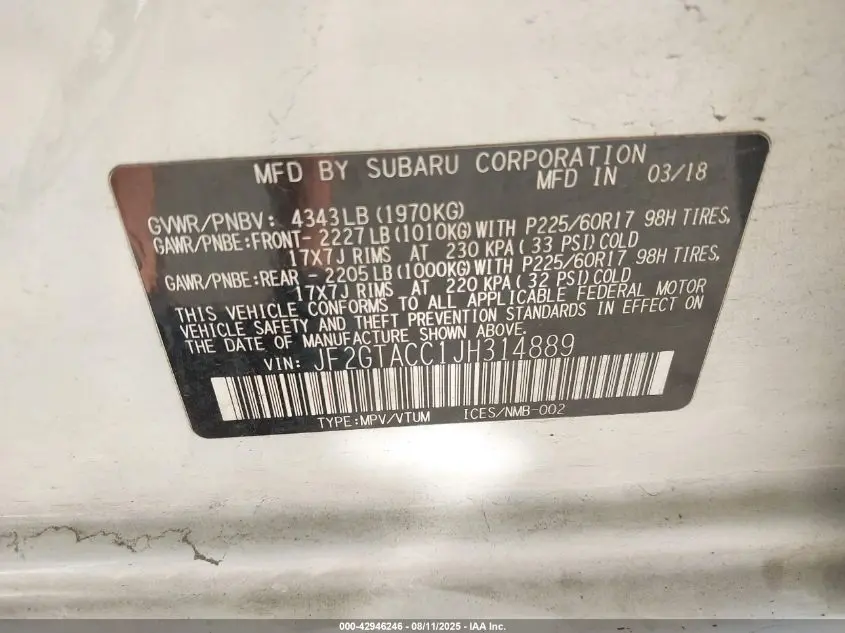 MFD BY SUBARU CORPORATION
MFD IN 03/18
GVWR/PNBV: 4343LB (1970KG)
GAWR/PNBE:FRONT- 2227LB (1010KG) WITH P225/60R17 98H TIRES,
17X7J RIMS AT 230 KPA( 33 PSI) COLD
GAWR/PNBE:REAR - 2205LB (1000KG) WITH P225/60R17 98H TIRES,
17X7J RIMS AT 220 KPA( 32 PSI) COLD
THIS VEHICLE CONFORMS TO ALL APPLICABLE FEDERAL MOTOR
VEHICLE SAFETY AND THEFT PREVENTION STANDARDS IN EFFECT ON
THE DATE OF MANUFACTURE SHOWN ABOVE.
VIN: JF2GTACC1JH314889
TYPE:MPV/VTUM ICES/NMB-002
000-42946246 - 08/11/2025 - IAA Inc.